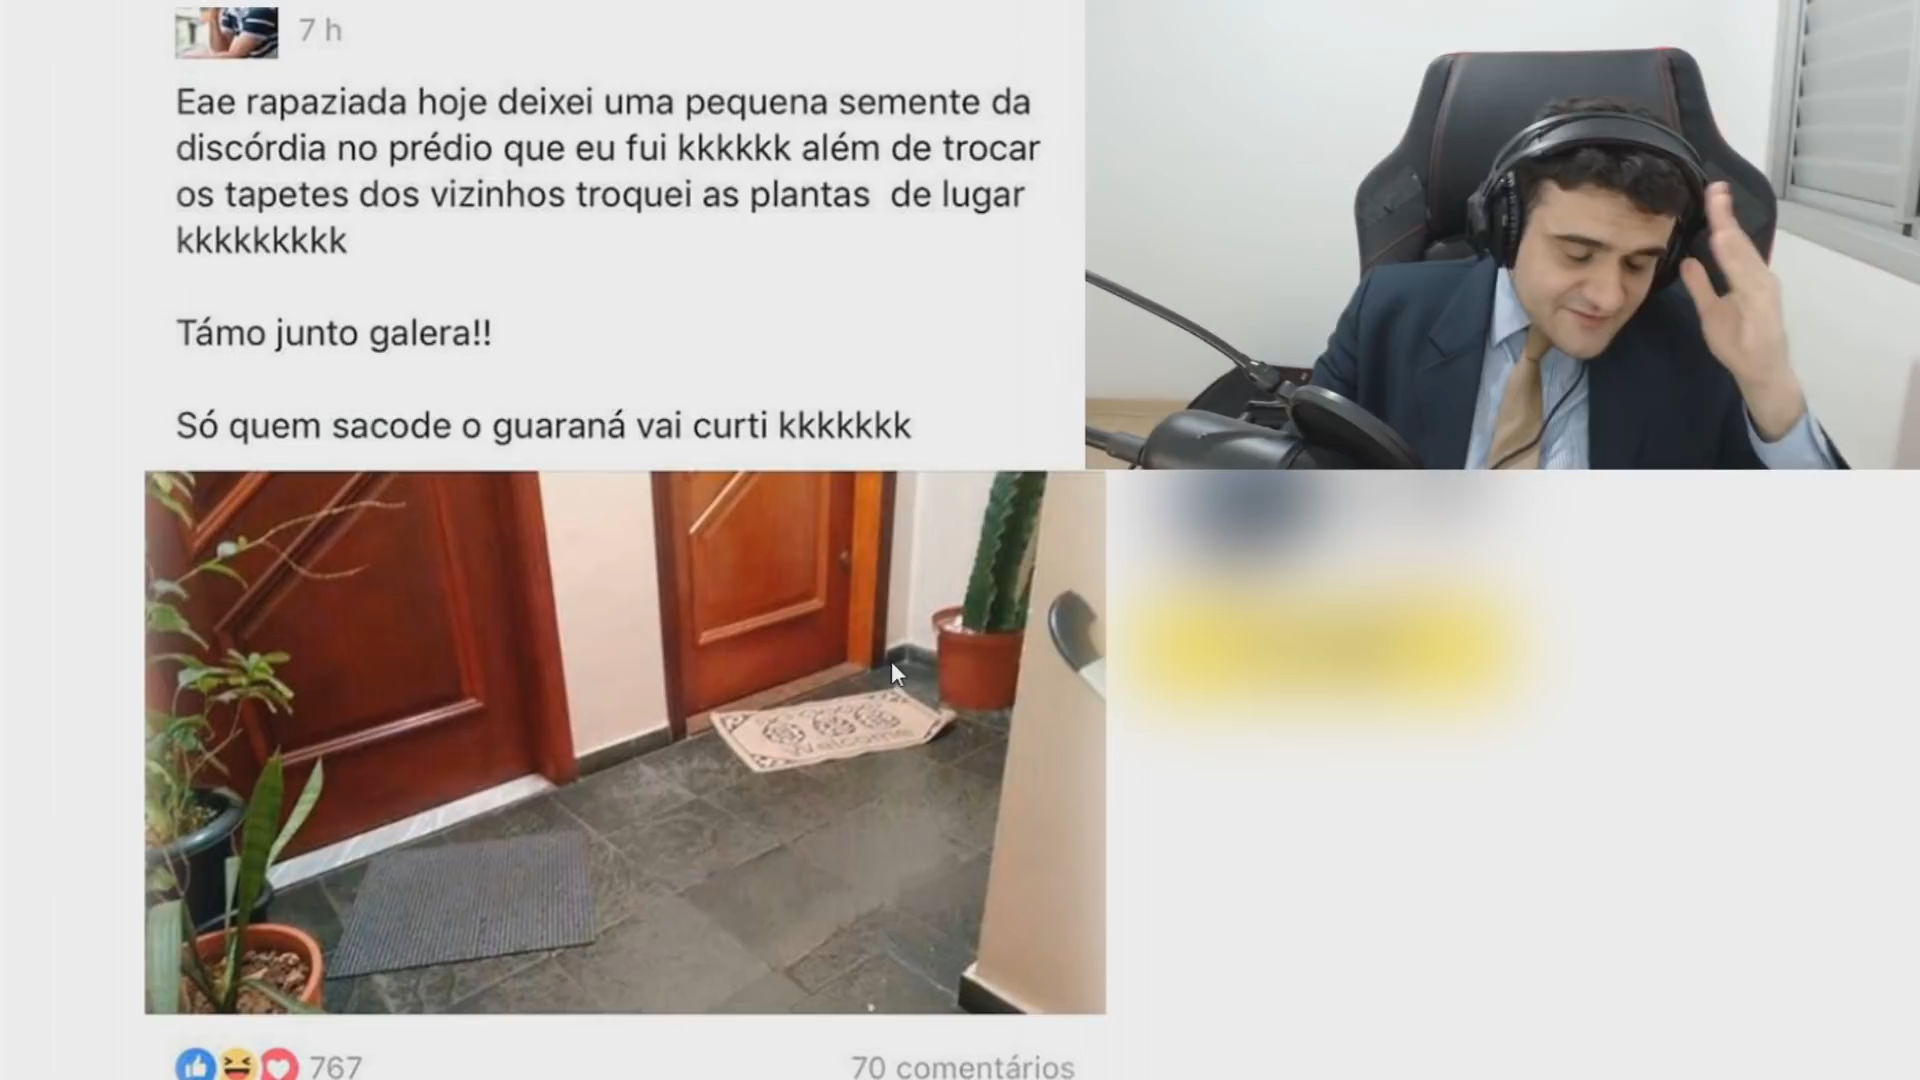 7 h
Eae rapaziada hoje deixei uma pequena semente da
discórdia no prédio que eu fui kkkkkk além de trocar
os tapetes dos vizinhos troquei as plantas  de lugar
kkkkkkkkk
Támo junto galera!!
Só quem sacode o guaraná vai curti kkkkkkk
Welcome
767
70 comentários